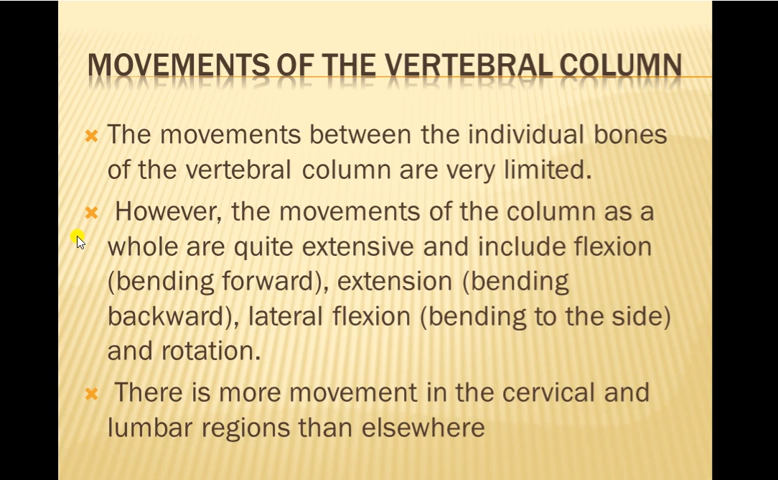 MOVEMENTS OF THE VERTEBRAL COLUMN
The movements between the individual bones
of the vertebral column are very limited.
However, the movements of the column as a
whole are quite extensive and include flexion
(bending forward), extension (bending
backward), lateral flexion (bending to the side)
and rotation.
There is more movement in the cervical and
lumbar regions than elsewhere